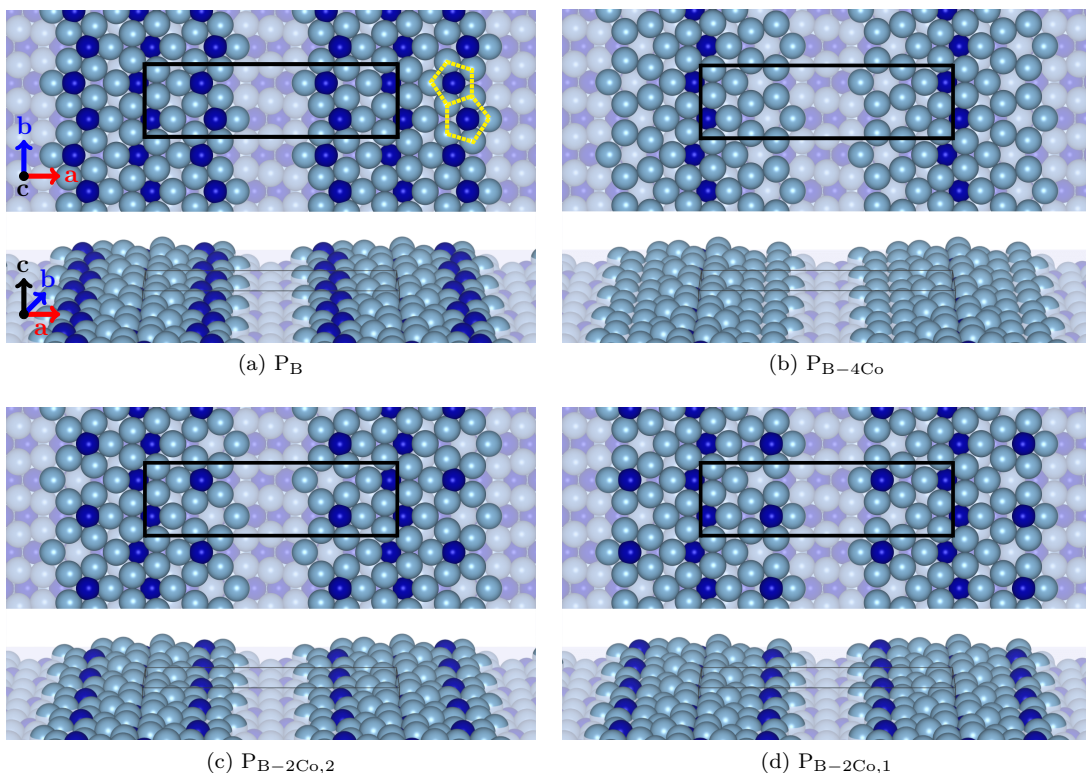 b
a
c
c
b
a
(a) P_B
(b) P_B−4Co
(c) P_B−2Co,2
(d) P_B−2Co,1